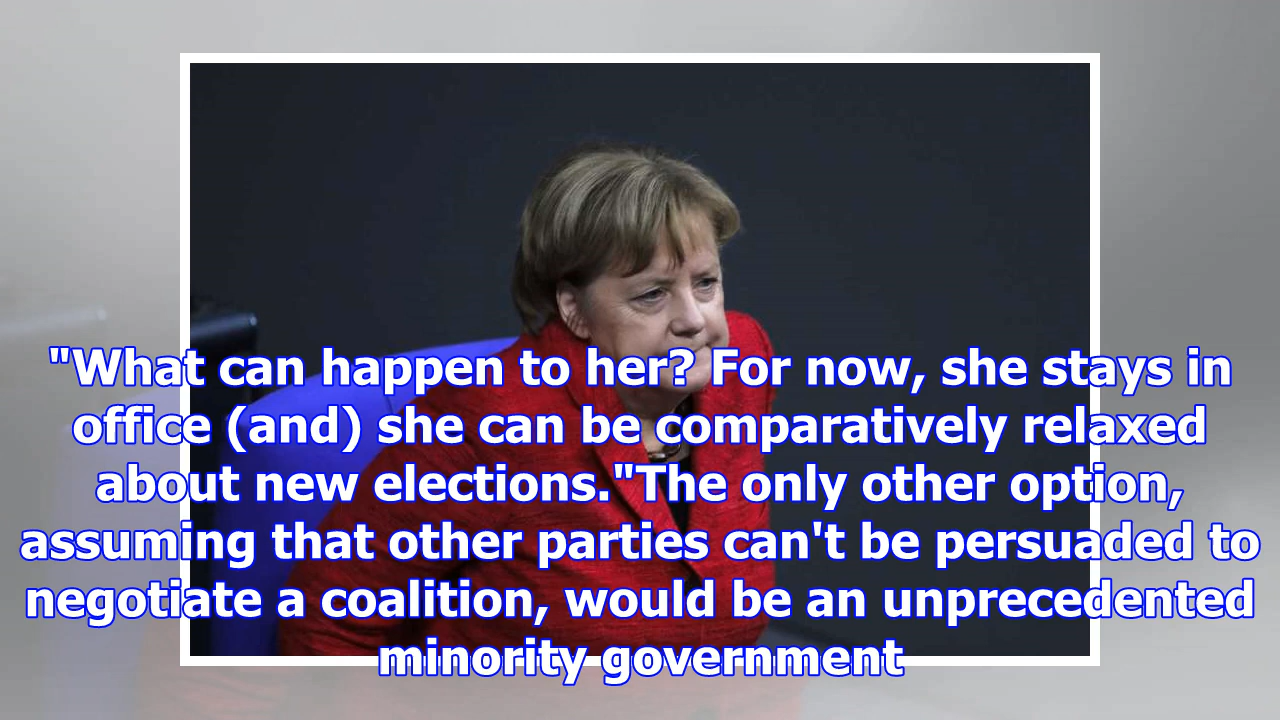 "What can happen to her? For now, she stays in
office (and) she can be comparatively relaxed
about new elections."The only other option,
assuming that other parties can't be persuaded to
negotiate a coalition, would be an unprecedented
minority government